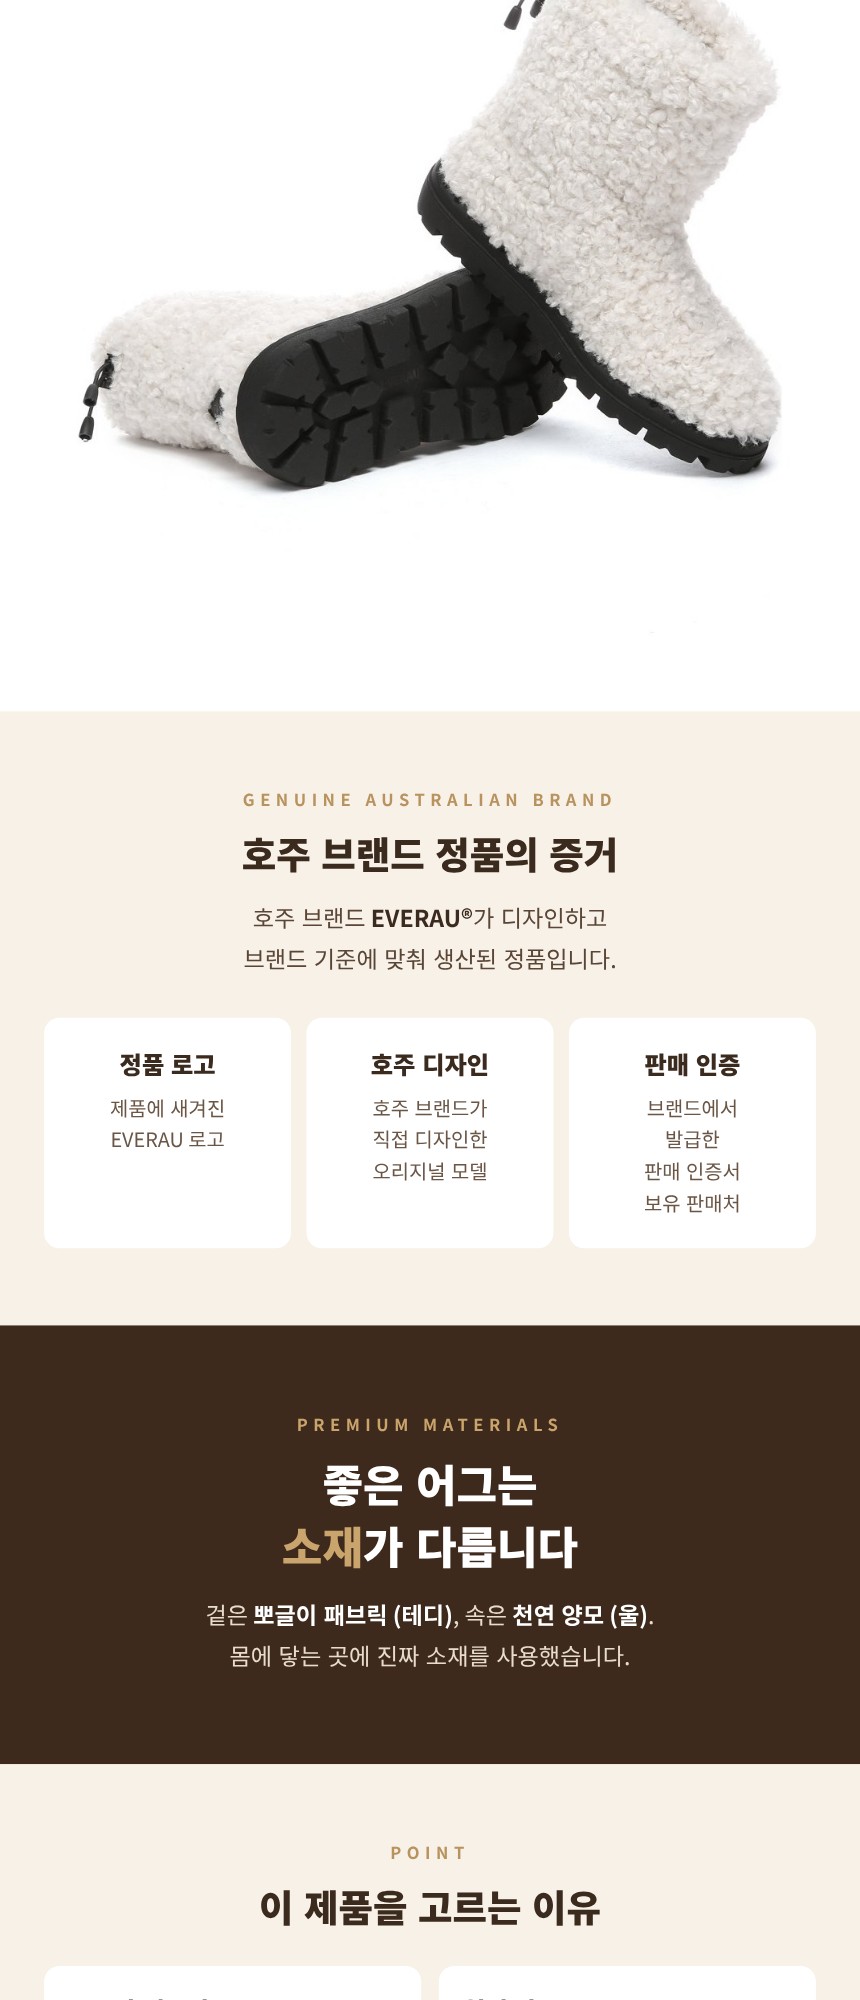 GENUINE AUSTRALIAN BRAND
호주 브랜드 정품의 증거
호주 브랜드 EVERAU®가 디자인하고
브랜드 기준에 맞춰 생산된 정품입니다.
정품 로고
제품에 새겨진
EVERAU 로고
호주 디자인
호주 브랜드가
직접 디자인한
오리지널 모델
판매 인증
브랜드에서
발급한
판매 인증서
보유 판매처
PREMIUM MATERIALS
좋은 어그는
소재가 다릅니다
겉은 뽀글이 패브릭 (테디), 속은 천연 양모 (울).
몸에 닿는 곳에 진짜 소재를 사용했습니다.
POINT
이 제품을 고르는 이유